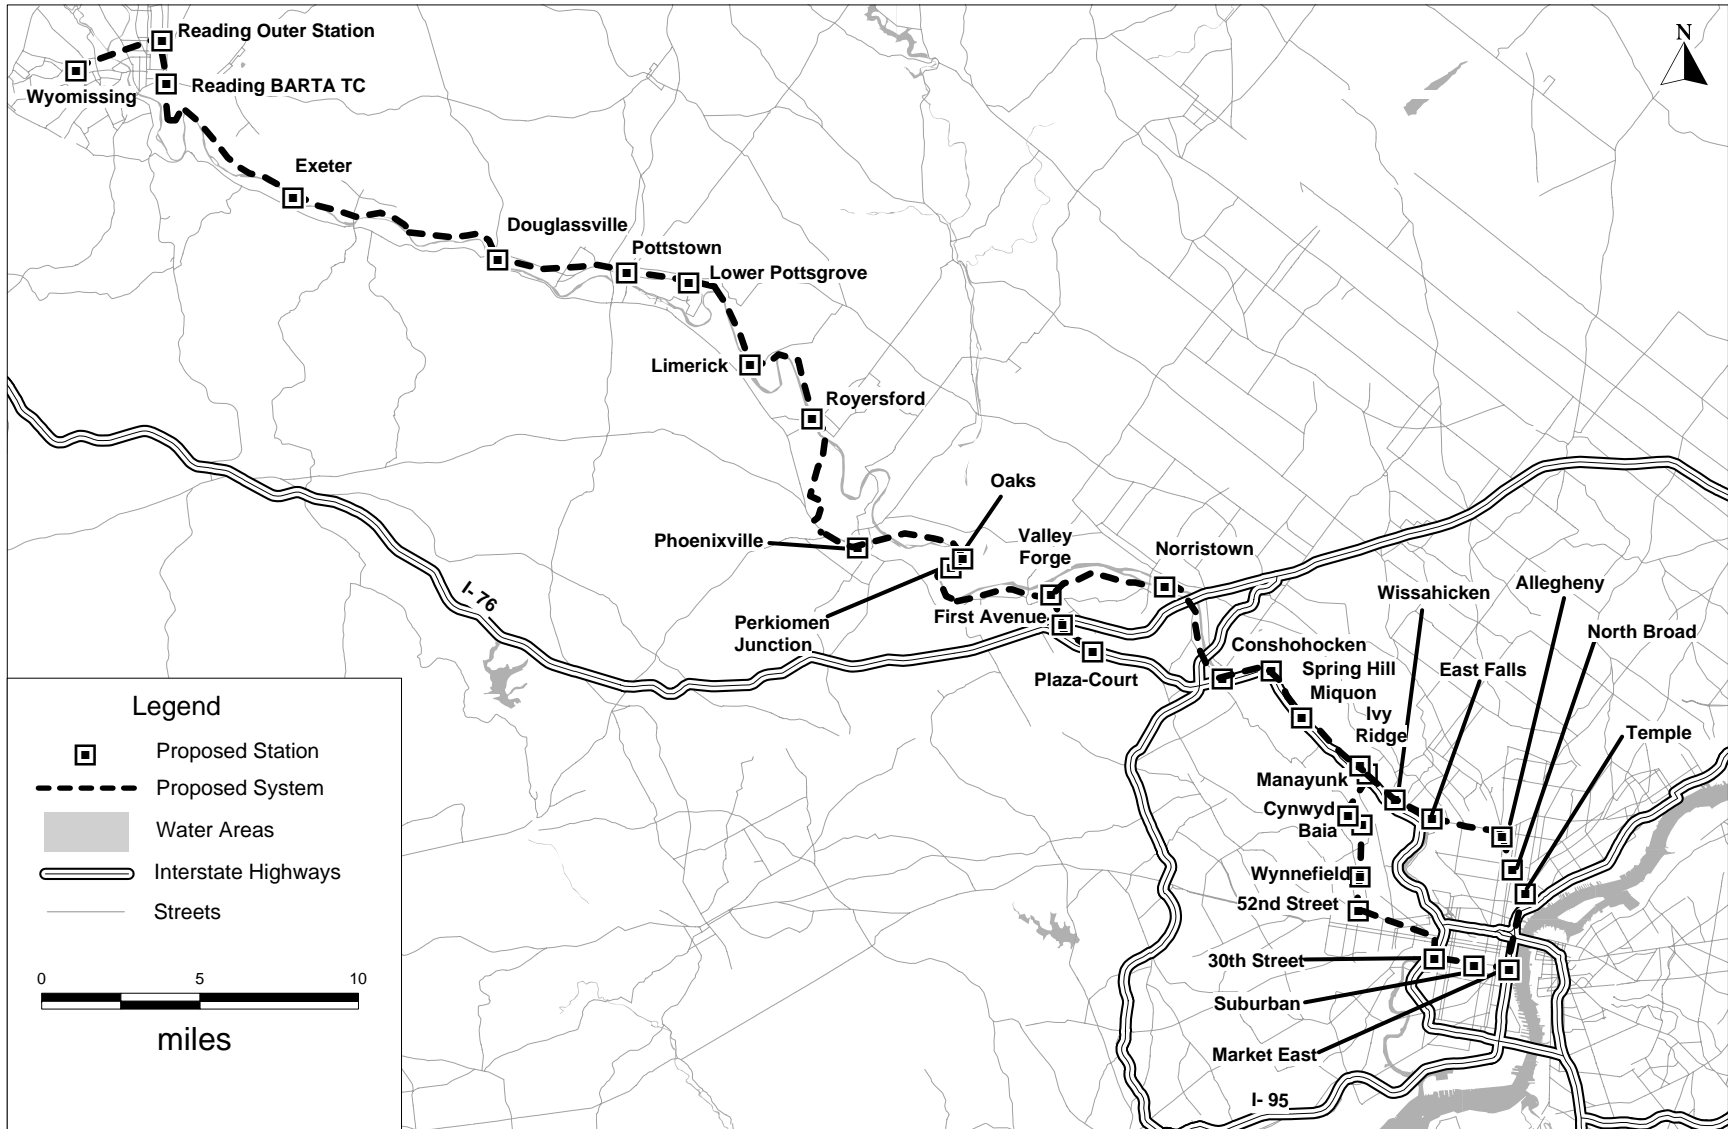 Reading Outer Station
N
Wyomissing
Reading BARTA TC
Exeter
Douglassville
Pottstown
Lower Pottsgrove
Limerick
Royersford
Oaks
Phoenixville
Valley
Forge
Norristown
I- 76
Perkiomen
Junction
First Avenue
Plaza-Court
Wissahicken
Allegheny
North Broad
Conshohocken
Spring Hill
East Falls
Miquon
Ivy
Ridge
Temple
Manayunk
Cynwyd
Baia
Wynnefield
52nd Street
30th Street
Suburban
Market East
I- 95
Legend
Proposed Station
Proposed System
Water Areas
Interstate Highways
Streets
0 5 10
miles